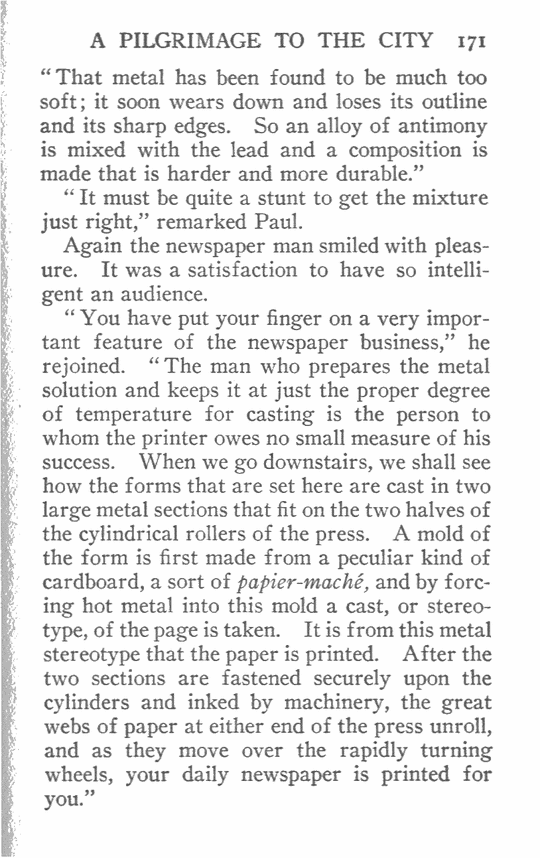 A PILGRIMAGE TO THE CITY 171
“That metal has been found to be much too
soft; it soon wears down and loses its outline
and its sharp edges. So an alloy of antimony
is mixed with the lead and a composition is
made that is harder and more durable.”
“It must be quite a stunt to get the mixture
just right,” remarked Paul.
Again the newspaper man smiled with pleas-
ure. It was a satisfaction to have so intelli-
gent an audience.
“You have put your finger on a very impor-
tant feature of the newspaper business,” he
rejoined. “The man who prepares the metal
solution and keeps it at just the proper degree
of temperature for casting is the person to
whom the printer owes no small measure of his
success. When we go downstairs, we shall see
how the forms that are set here are cast in two
large metal sections that fit on the two halves of
the cylindrical rollers of the press. A mold of
the form is first made from a peculiar kind of
cardboard, a sort of papier-maché, and by forc-
ing hot metal into this mold a cast, or stereo-
type, of the page is taken. It is from this metal
stereotype that the paper is printed. After the
two sections are fastened securely upon the
cylinders and inked by machinery, the great
webs of paper at either end of the press unroll,
and as they move over the rapidly turning
wheels, your daily newspaper is printed for
you.”